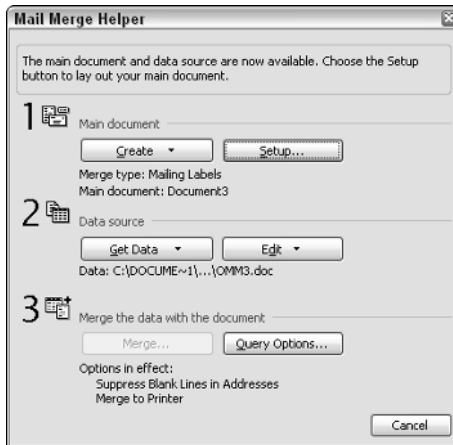 Mail Merge Helper
The main document and data source are now available. Choose the Setup
button to lay out your main document.
1 Main document
Create Setup...
Merge type: Mailing Labels
Main document: Document3
2 Data source
Get Data Edit
Data: C:\DOCUME~1\...\OMM3.doc
3 Merge the data with the document
Merge... Query Options...
Options in effect:
Suppress Blank Lines in Addresses
Merge to Printer
Cancel